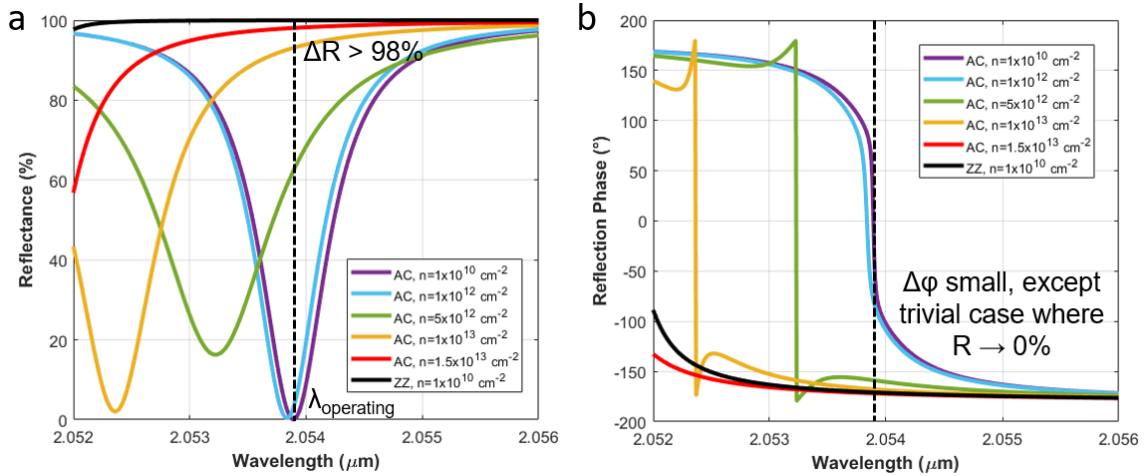 a
100
80
60
40
20
0
Reflectance (%)
ΔR > 98%
AC, n=1x10^10 cm^-2
AC, n=1x10^12 cm^-2
AC, n=5x10^12 cm^-2
AC, n=1x10^13 cm^-2
AC, n=1.5x10^13 cm^-2
ZZ, n=1x10^10 cm^-2
λoperating
2.052
2.053
2.054
2.055
2.056
Wavelength (μm)
b
200
150
100
50
0
-50
-100
-150
-200
Reflection Phase (°)
AC, n=1x10^10 cm^-2
AC, n=1x10^12 cm^-2
AC, n=5x10^12 cm^-2
AC, n=1x10^13 cm^-2
AC, n=1.5x10^13 cm^-2
ZZ, n=1x10^10 cm^-2
Δφ small, except
trivial case where
R → 0%
2.052
2.053
2.054
2.055
2.056
Wavelength (μm)